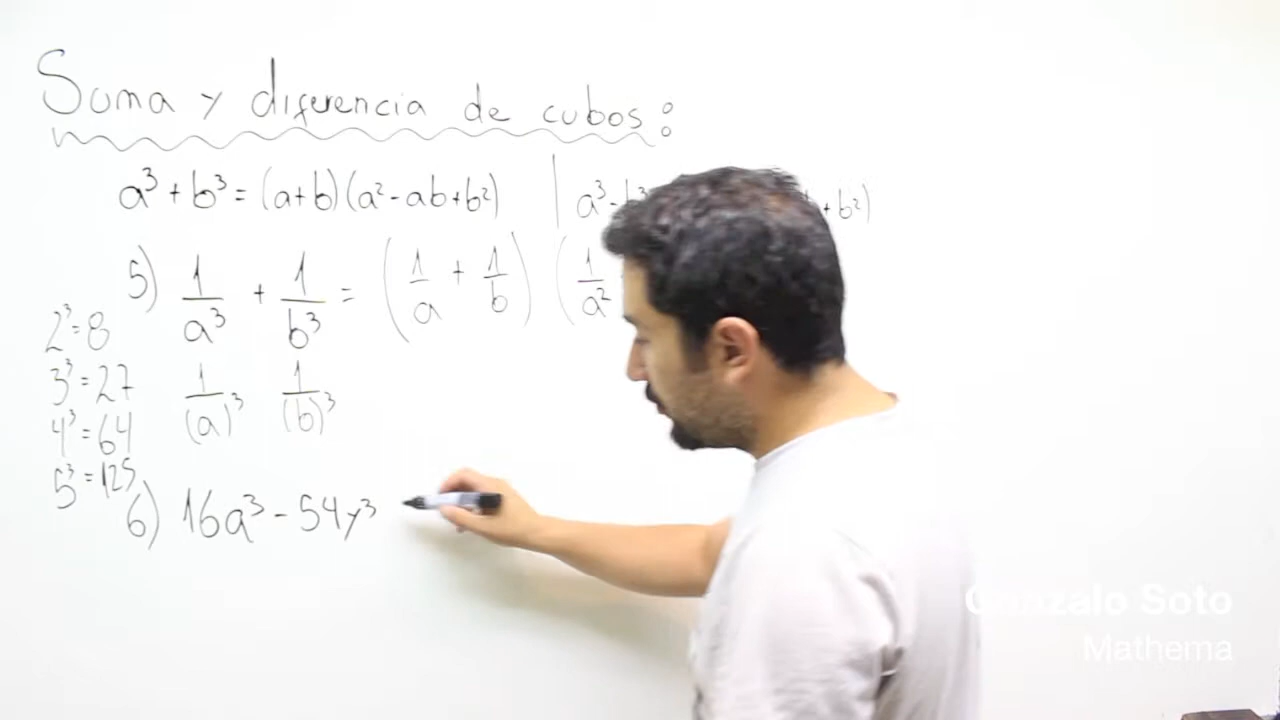 Suma y diferencia de cubos:
a³ + b³ = (a+b)(a² - ab + b²) | a³ - b³ + b²)
5) 1/a³ + 1/b³ = (1/a + 1/b) (1/a²
2³ = 8
3³ = 27 1/(a)³ 1/(b)³
4³ = 64
5³ = 125
6) 16a³ - 54y³
Gonzalo Soto
Mathema